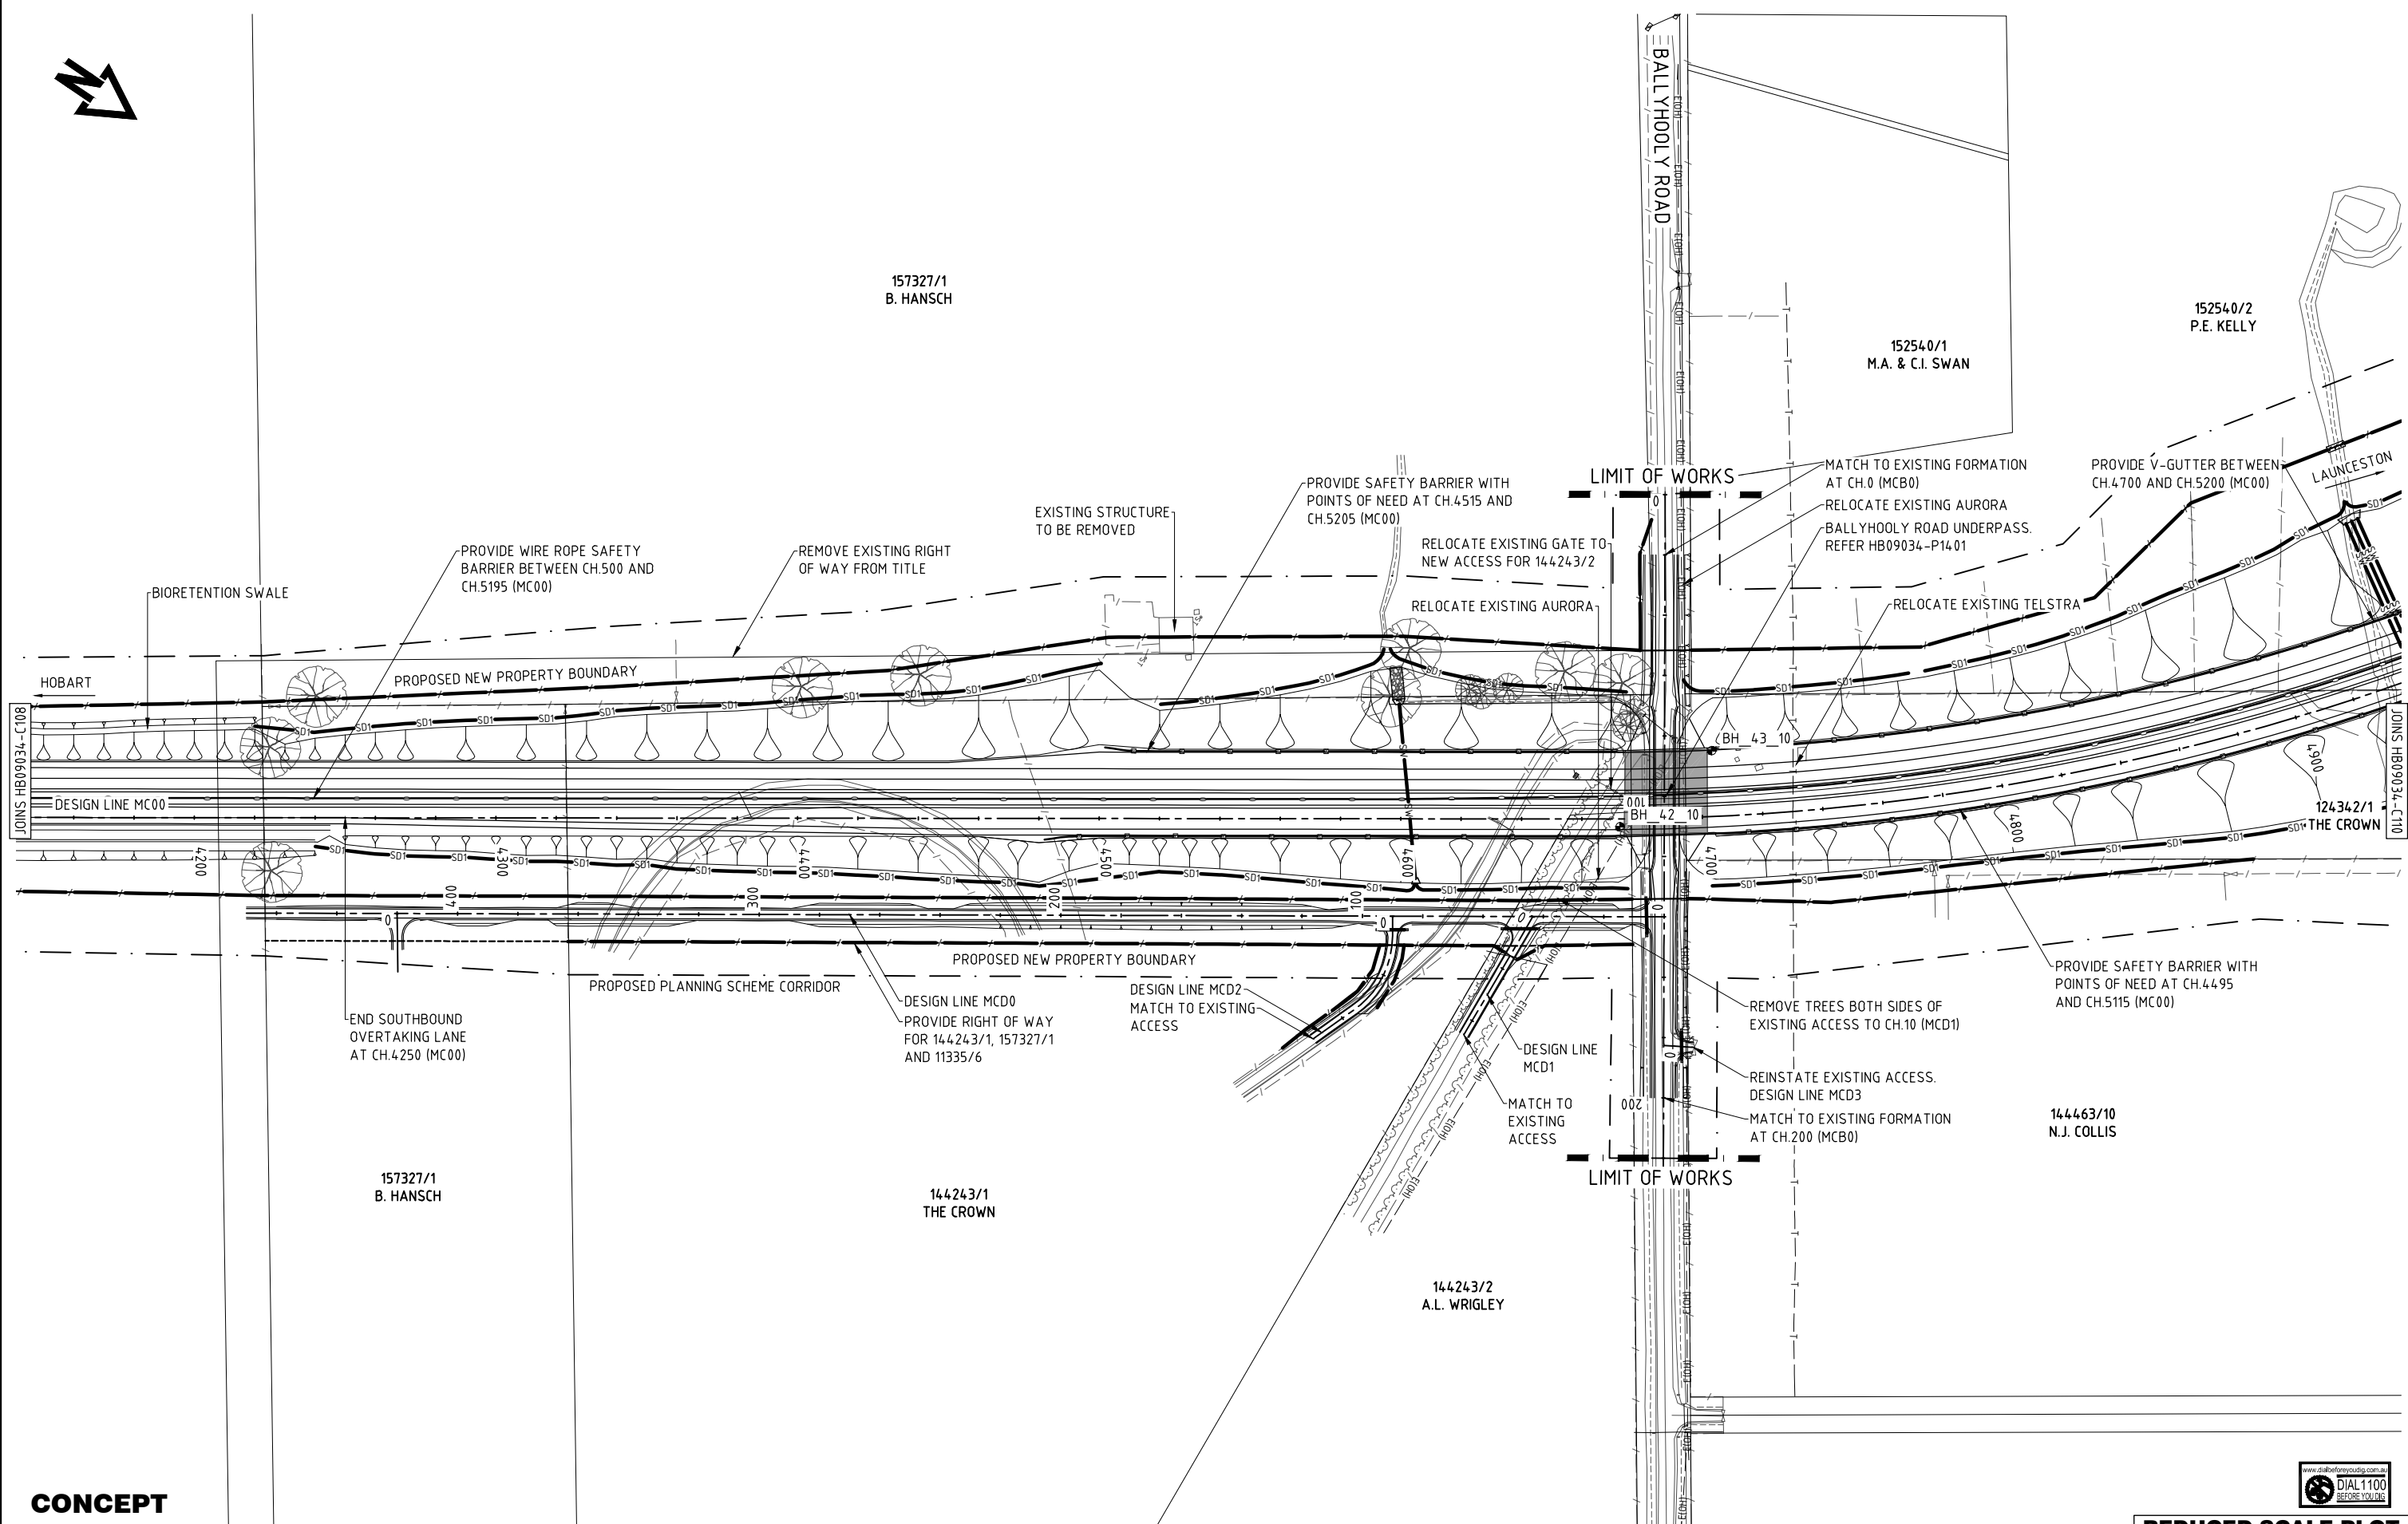 N
BALLYHOOLY ROAD
157327/1
B. HANSCH
152540/2
P.E. KELLY
152540/1
M.A. & C.I. SWAN
LIMIT OF WORKS
MATCH TO EXISTING FORMATION
AT CH.0 (MCB0)
RELOCATE EXISTING AURORA
BALLYHOOLY ROAD UNDERPASS.
REFER HB09034-P1401
PROVIDE V-GUTTER BETWEEN
CH.4700 AND CH.5200 (MC00)
LAUNCESTON
PROVIDE SAFETY BARRIER WITH
POINTS OF NEED AT CH.4515 AND
CH.5205 (MC00)
EXISTING STRUCTURE
TO BE REMOVED
RELOCATE EXISTING GATE TO
NEW ACCESS FOR 144243/2
PROVIDE WIRE ROPE SAFETY
BARRIER BETWEEN CH.500 AND
CH.5195 (MC00)
REMOVE EXISTING RIGHT
OF WAY FROM TITLE
BIORETENTION SWALE
RELOCATE EXISTING AURORA
RELOCATE EXISTING TELSTRA
HOBART
PROPOSED NEW PROPERTY BOUNDARY
JOINS HB09034-C108
DESIGN LINE MC00
BH_43_10
BH_42_10
JOINS HB09034-C110
124342/1
THE CROWN
4200
4300
4400
4500
4600
4700
4800
4900
400
300
200
100
0
100
0
200
PROPOSED NEW PROPERTY BOUNDARY
PROPOSED PLANNING SCHEME CORRIDOR
END SOUTHBOUND
OVERTAKING LANE
AT CH.4250 (MC00)
DESIGN LINE MCD0
PROVIDE RIGHT OF WAY
FOR 144243/1, 157327/1
AND 11335/6
DESIGN LINE MCD2
MATCH TO EXISTING
ACCESS
DESIGN LINE
MCD1
MATCH TO
EXISTING
ACCESS
REMOVE TREES BOTH SIDES OF
EXISTING ACCESS TO CH.10 (MCD1)
REINSTATE EXISTING ACCESS.
DESIGN LINE MCD3
MATCH TO EXISTING FORMATION
AT CH.200 (MCB0)
PROVIDE SAFETY BARRIER WITH
POINTS OF NEED AT CH.4495
AND CH.5115 (MC00)
LIMIT OF WORKS
157327/1
B. HANSCH
144243/1
THE CROWN
144243/2
A.L. WRIGLEY
144463/10
N.J. COLLIS
CONCEPT
www.dialbeforeyoudig.com.au
DIAL1100
BEFORE YOU DIG
REDUCED SCALE PLOT